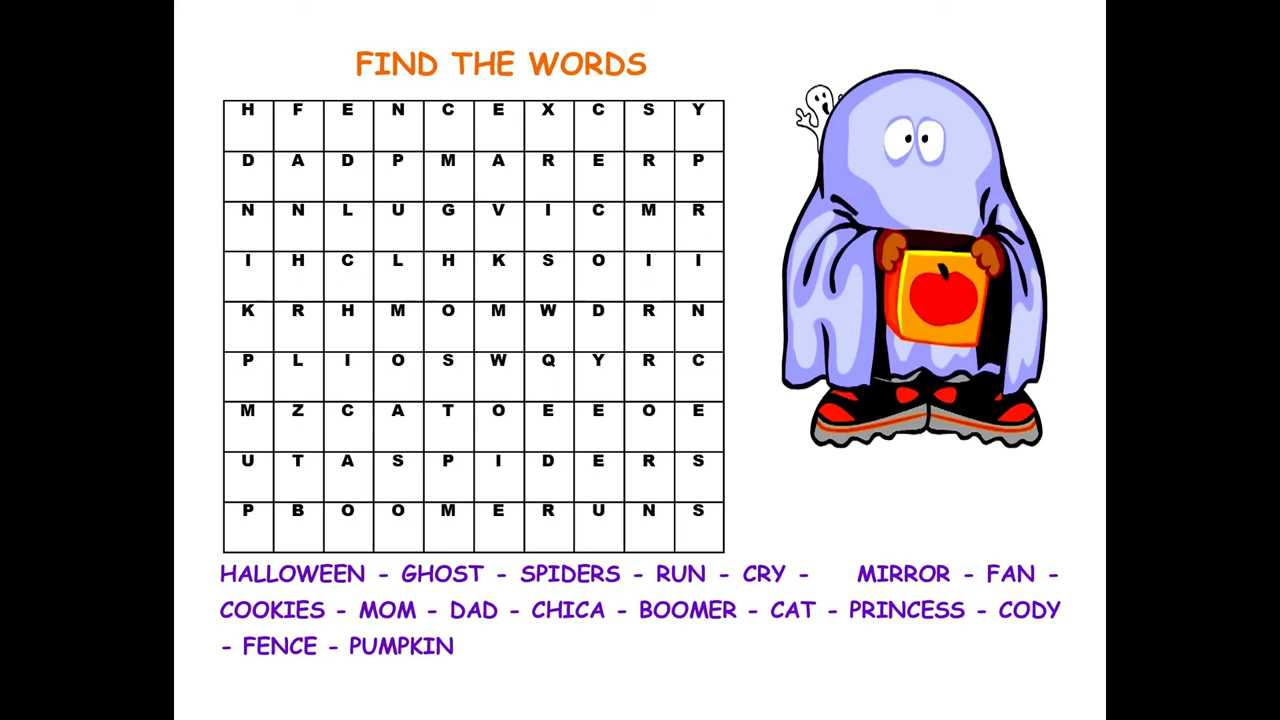 FIND THE WORDS
H F E N C E X C S Y
D A D P M A R E R P
N N L U G V I C M R
I H C L H K S O I I
K R H M O M W D R N
P L I O S W Q Y R C
M Z C A T O E E O E
U T A S P I D E R S
P B O O M E R U N S
HALLOWEEN - GHOST - SPIDERS - RUN - CRY - MIRROR - FAN -
COOKIES - MOM - DAD - CHICA - BOOMER - CAT - PRINCESS - CODY
- FENCE - PUMPKIN